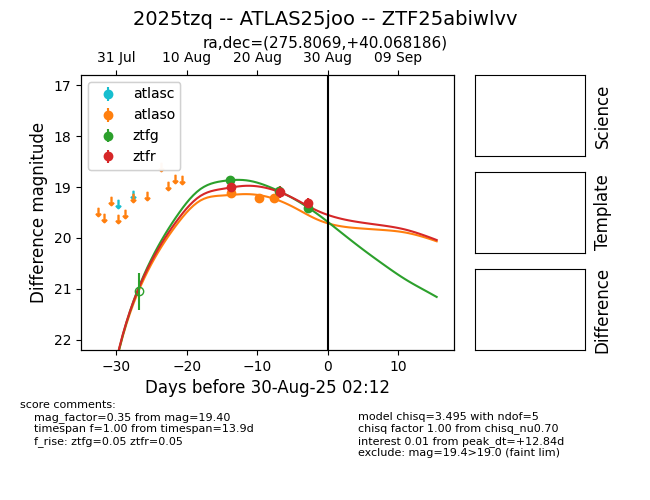 2025tzq -- ATLAS25joo -- ZTF25abiwlvv
ra,dec=(275.8069,+40.068186)
31 Jul 10 Aug 20 Aug 30 Aug 09 Sep
17
18
19
20
21
22
Difference magnitude
atlasc
atlaso
ztfg
ztfr
−30 −20 −10 0 10
Days before 30-Aug-25 02:12
Science
Template
Difference
score comments:
mag_factor=0.35 from mag=19.40
timespan f=1.00 from timespan=13.9d
f_rise: ztfg=0.05 ztfr=0.05
model chisq=3.495 with ndof=5
chisq factor 1.00 from chisq_nu0.70
interest 0.01 from peak_dt=+12.84d
exclude: mag=19.4>19.0 (faint lim)